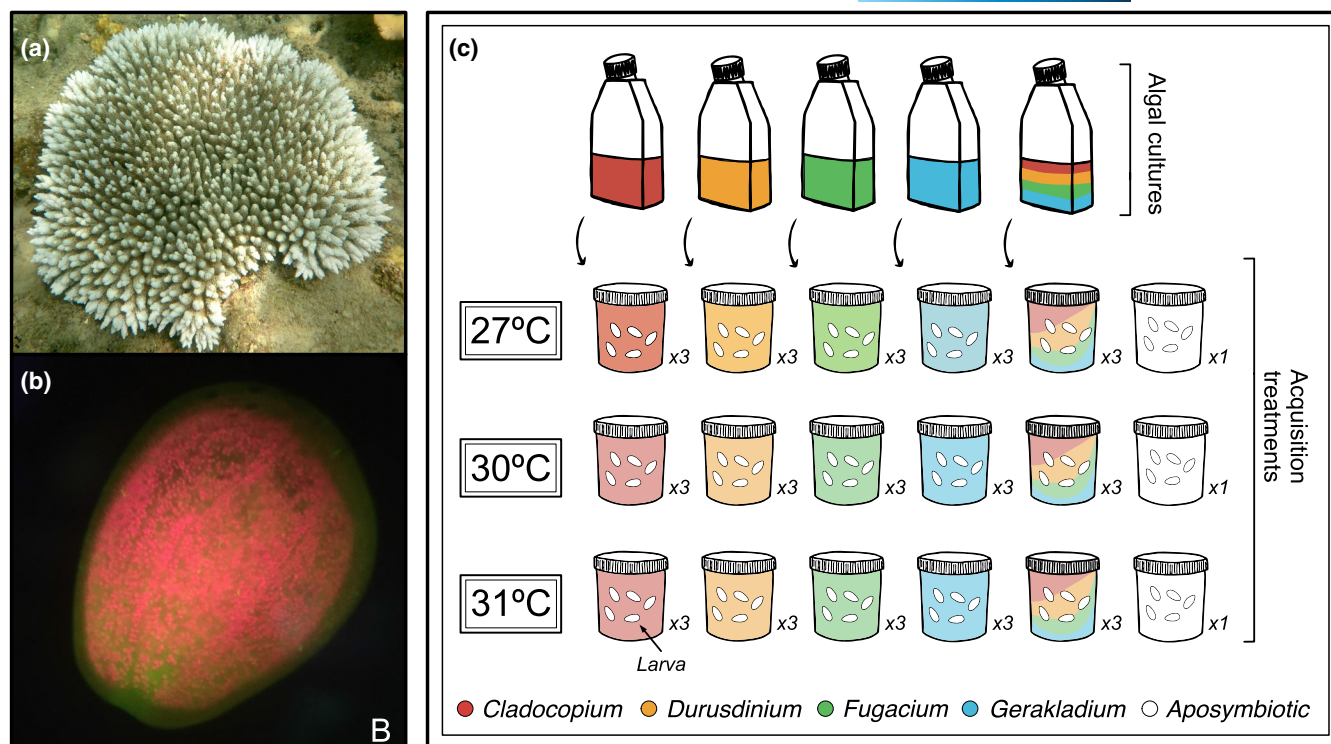 (a)
(b)
B
(c)
Algal cultures
27ºC
x3 x3 x3 x3 x3 x1
30ºC
x3 x3 x3 x3 x3 x1
31ºC
x3 x3 x3 x3 x3 x1
Larva
Acquisition
treatments
Cladocopium Durusdinium Fugacium Gerakladium Aposymbiotic